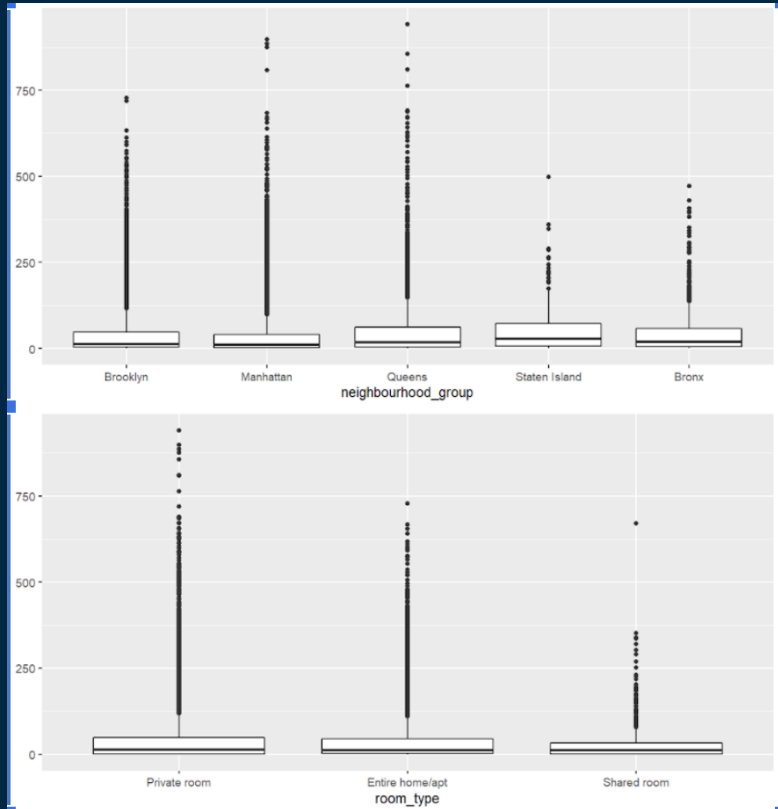 750
500
250
0
Brooklyn Manhattan Queens Staten Island Bronx
neighbourhood_group
750
500
250
0
Private room Entire home/apt Shared room
room_type